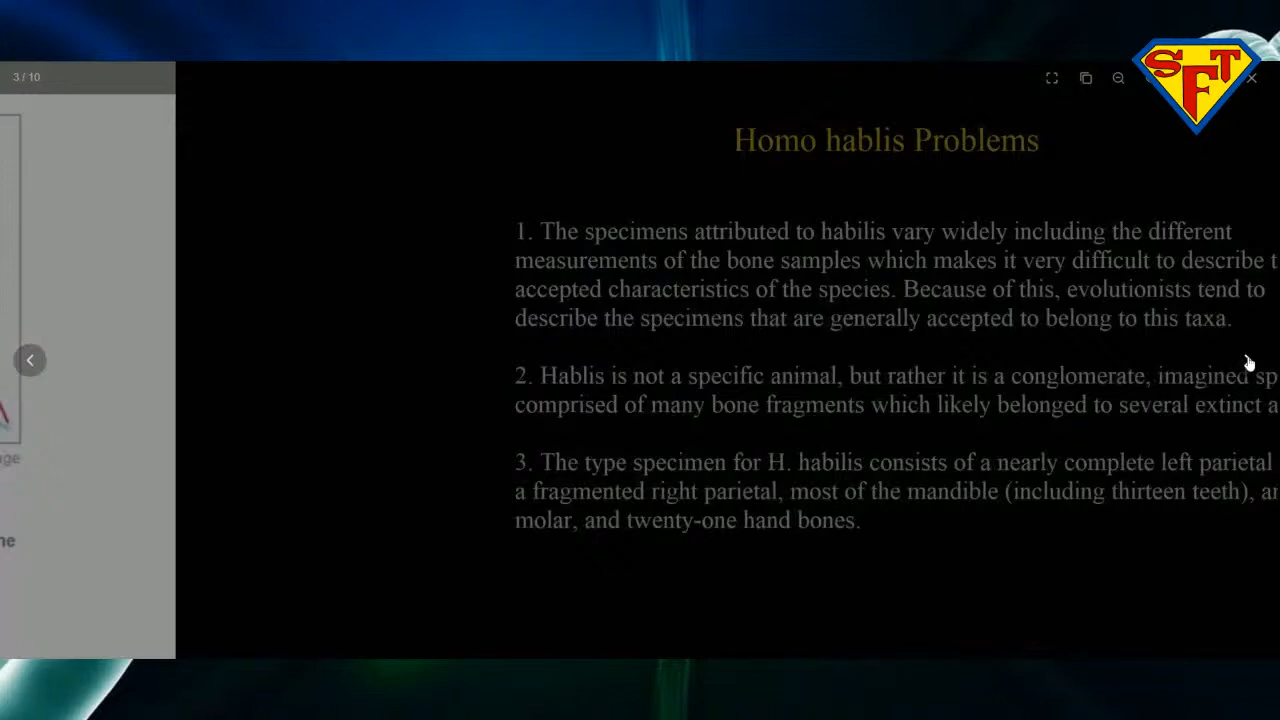 3 / 10
SFT
Homo hablis Problems
1. The specimens attributed to habilis vary widely including the different
measurements of the bone samples which makes it very difficult to describe t
accepted characteristics of the species. Because of this, evolutionists tend to
describe the specimens that are generally accepted to belong to this taxa.
2. Hablis is not a specific animal, but rather it is a conglomerate, imagined sp
comprised of many bone fragments which likely belonged to several extinct a
3. The type specimen for H. habilis consists of a nearly complete left parietal
a fragmented right parietal, most of the mandible (including thirteen teeth), an
molar, and twenty-one hand bones.
ge
ne